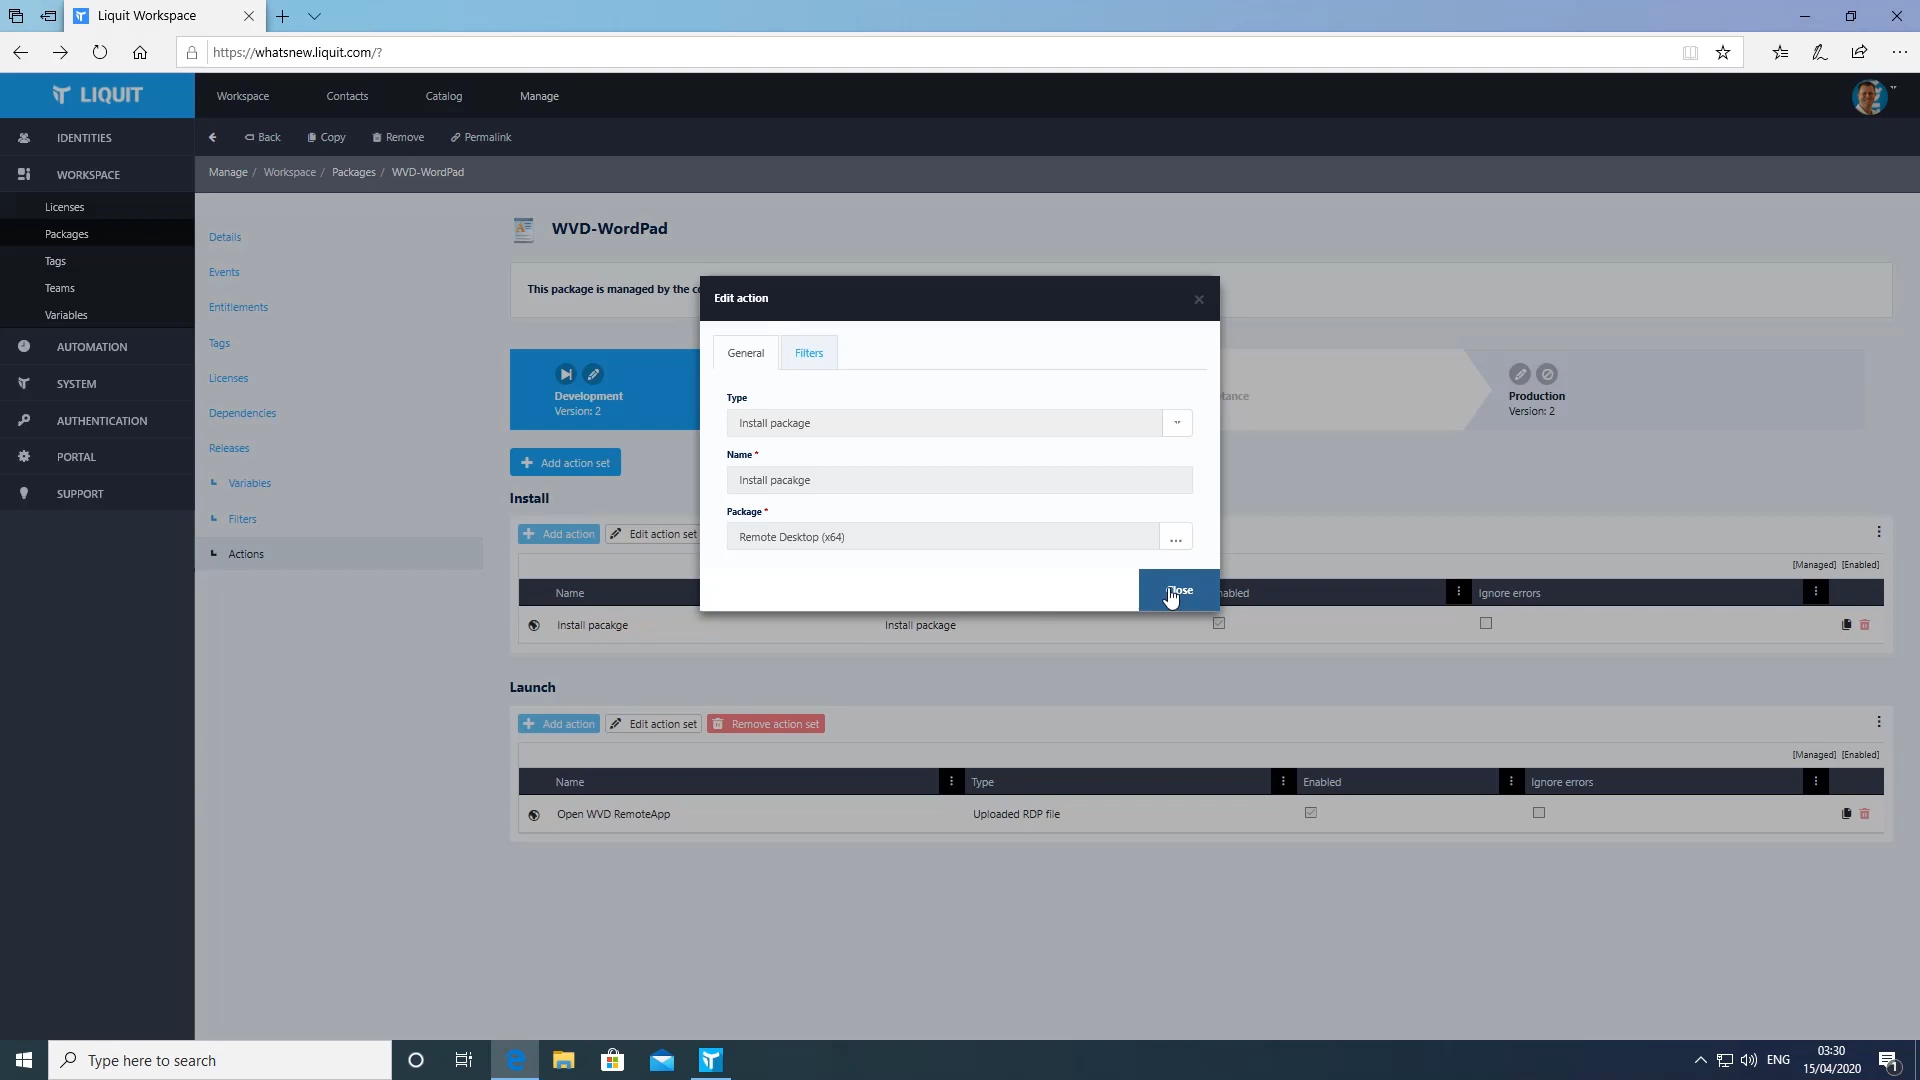 Liquit Workspace
https://whatsnew.liquit.com/?
LIQUIT
Workspace Contacts Catalog Manage
Back Copy Remove Permalink
Manage / Workspace / Packages / WVD-WordPad
IDENTITIES
WORKSPACE
Licenses
Packages
Tags
Teams
Variables
AUTOMATION
SYSTEM
AUTHENTICATION
PORTAL
SUPPORT
Details
Events
Entitlements
Tags
Licenses
Dependencies
Releases
Variables
Filters
Actions
WVD-WordPad
This package is managed by the
Development
Version: 2
Production
Version: 2
Add action set
Install
Add action Edit action set
[Managed] [Enabled]
Name Ignore errors
Install pacakge Install package
Launch
Add action Edit action set Remove action set
[Managed] [Enabled]
Name Type Enabled Ignore errors
Open WVD RemoteApp Uploaded RDP file
Edit action
General Filters
Type
Install package
Name *
Install pacakge
Package *
Remote Desktop (x64)
...
Close
Type here to search
ENG
03:30
15/04/2020
1